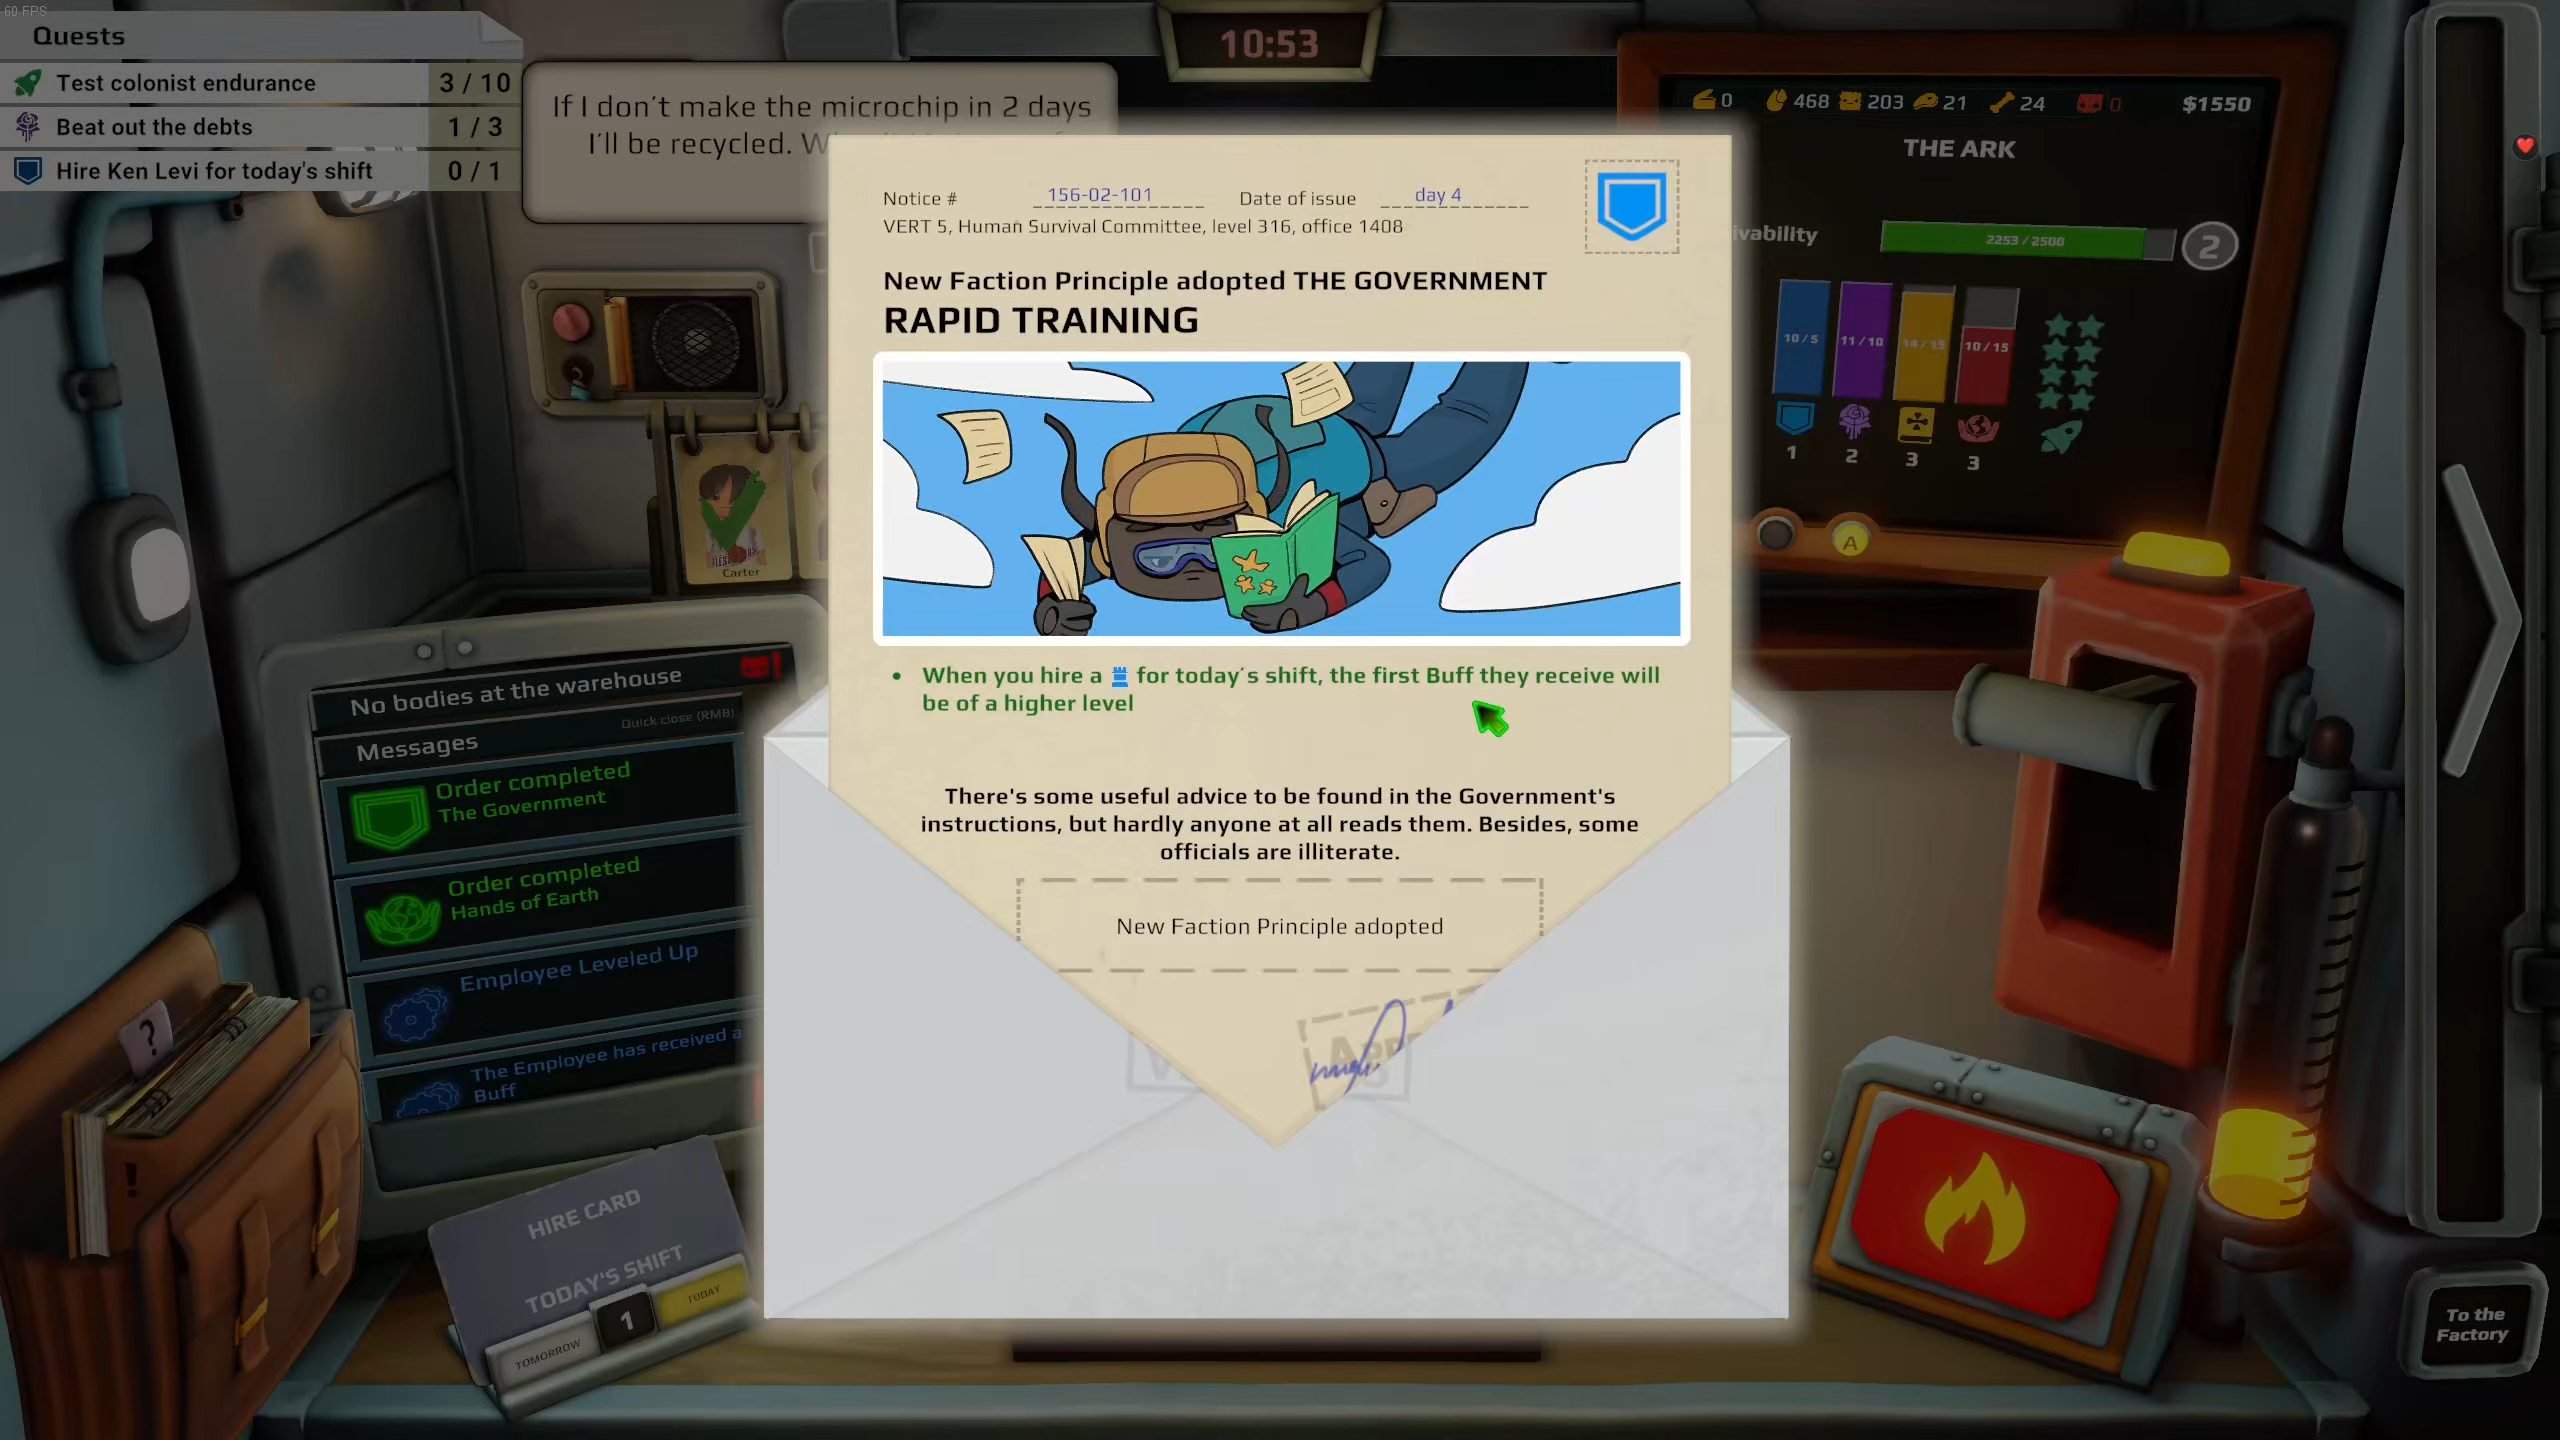 60 FPS
Quests
Test colonist endurance 3 / 10
Beat out the debts 1 / 3
Hire Ken Levi for today's shift 0 / 1
If I don't make the microchip in 2 days
I'll be recycled.
10:53
0 468 203 21 24 0 $1550
THE ARK
2253 / 2500
2
10 / 5 11 / 10 14 / 15 10 / 15
1 2 3 3
A
Notice # 156-02-101 Date of issue day 4
VERT 5, Human Survival Committee, level 316, office 1408
New Faction Principle adopted THE GOVERNMENT
RAPID TRAINING
• When you hire a for today's shift, the first Buff they receive will
be of a higher level
There's some useful advice to be found in the Government's
instructions, but hardly anyone at all reads them. Besides, some
officials are illiterate.
New Faction Principle adopted
Carter
No bodies at the warehouse !
Quick close (RMB)
Messages
Order completed
The Government
Order completed
Hands of Earth
Employee Leveled Up
The Employee has received a
Buff
?
!
HIRE CARD
TODAY'S SHIFT
TOMORROW 1 TODAY
To the
Factory